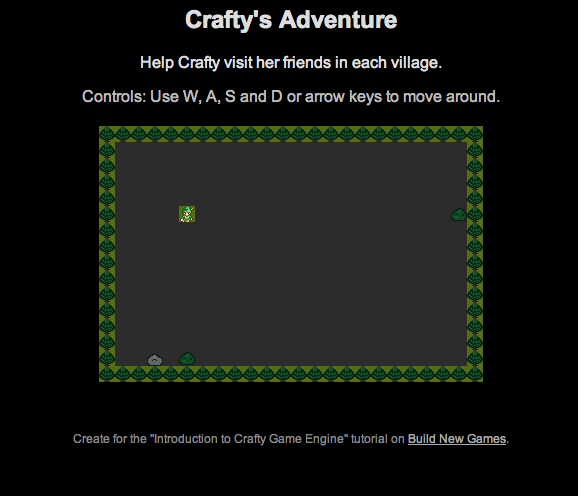 Crafty's Adventure
Help Crafty visit her friends in each village.
Controls: Use W, A, S and D or arrow keys to move around.
Create for the "Introduction to Crafty Game Engine" tutorial on Build New Games.